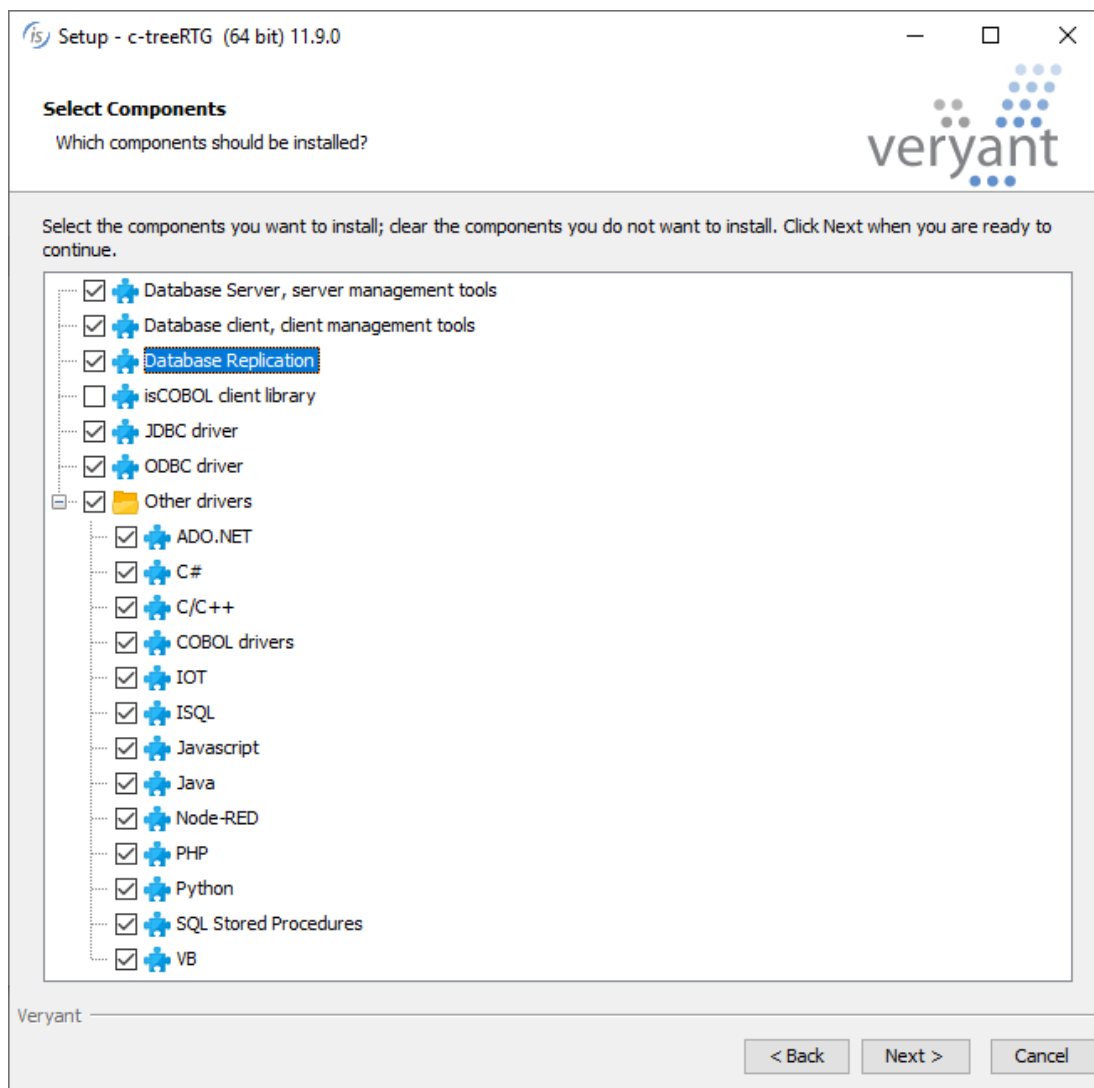 is Setup - c-treeRTG (64 bit) 11.9.0
Select Components
Which components should be installed?
veryant
Select the components you want to install; clear the components you do not want to install. Click Next when you are ready to
continue.
Database Server, server management tools
Database client, client management tools
Database Replication
isCOBOL client library
JDBC driver
ODBC driver
Other drivers
ADO.NET
C#
C/C++
COBOL drivers
IOT
ISQL
Javascript
Java
Node-RED
PHP
Python
SQL Stored Procedures
VB
Veryant
< Back Next > Cancel